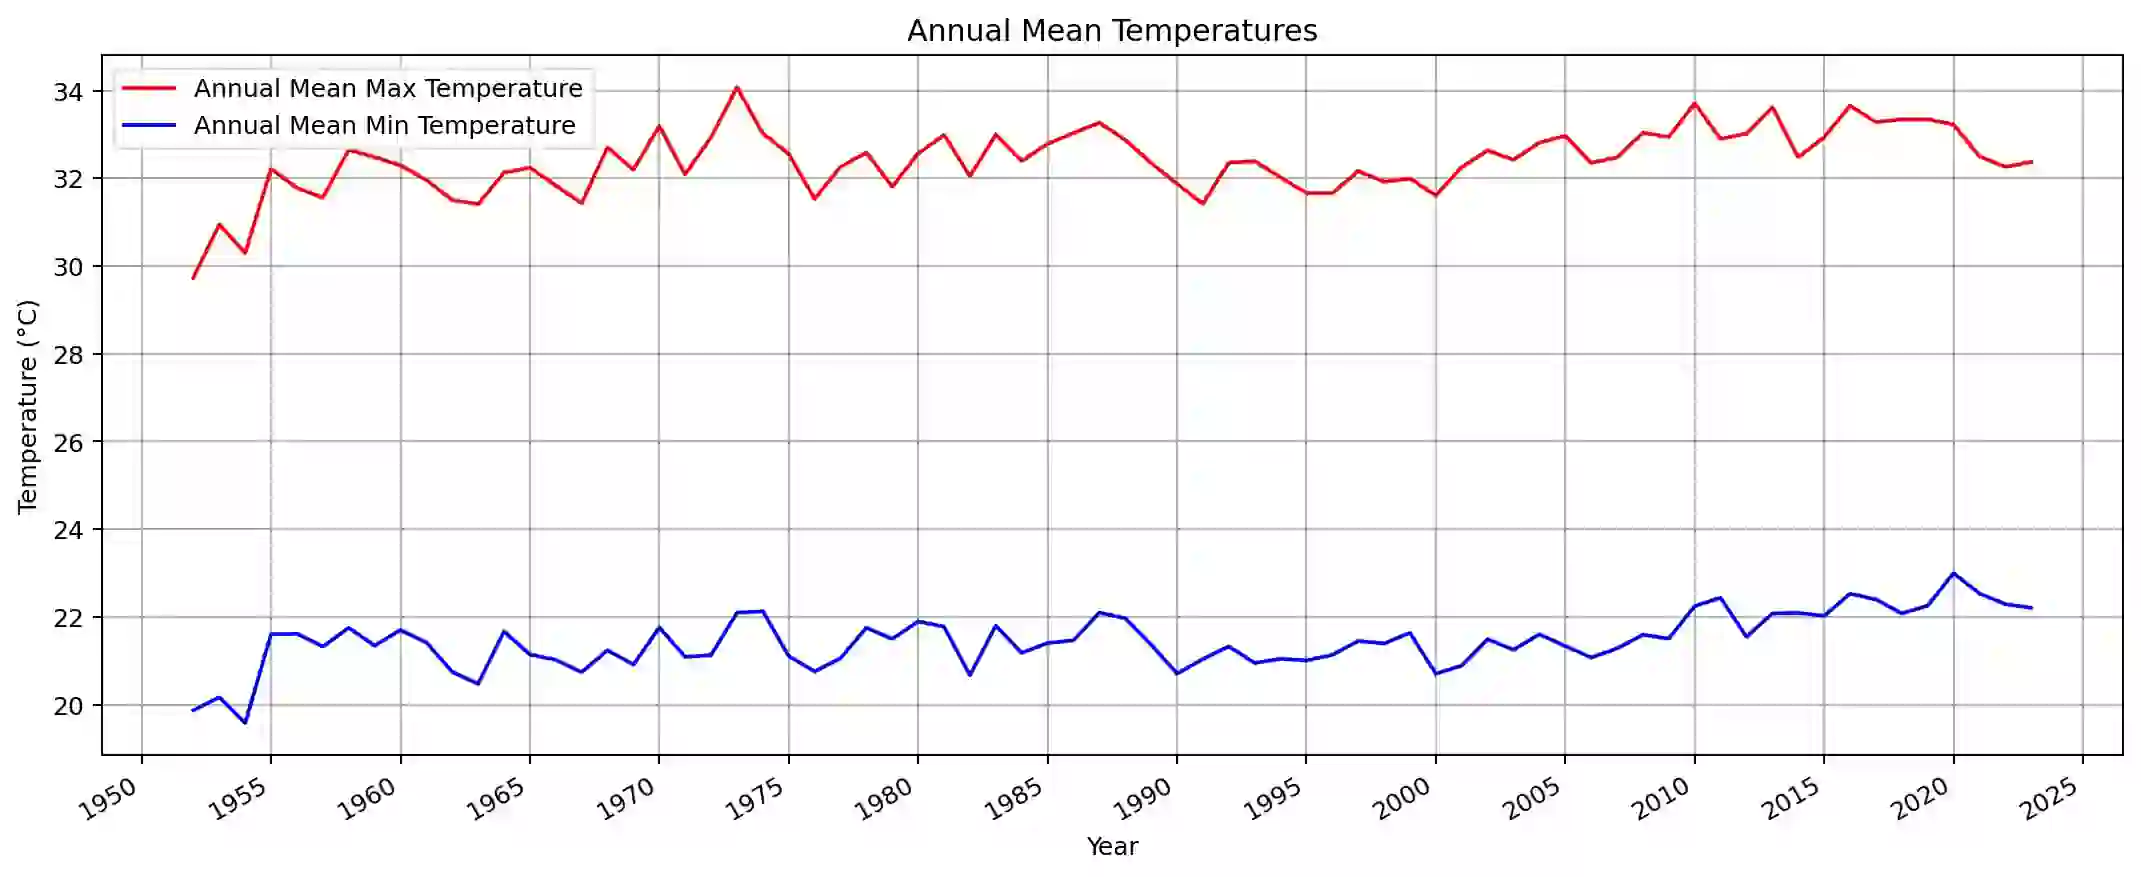 Annual Mean Temperatures
Annual Mean Max Temperature
Annual Mean Min Temperature
34
32
30
28
26
24
22
20
Temperature (°C)
1950 1955 1960 1965 1970 1975 1980 1985 1990 1995 2000 2005 2010 2015 2020 2025
Year